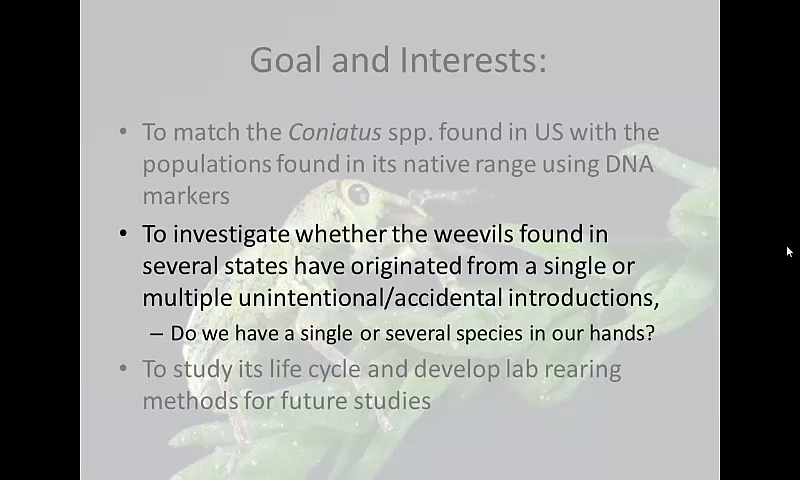 Goal and Interests:
• To match the Coniatus spp. found in US with the
populations found in its native range using DNA
markers
• To investigate whether the weevils found in
several states have originated from a single or
multiple unintentional/accidental introductions,
– Do we have a single or several species in our hands?
• To study its life cycle and develop lab rearing
methods for future studies